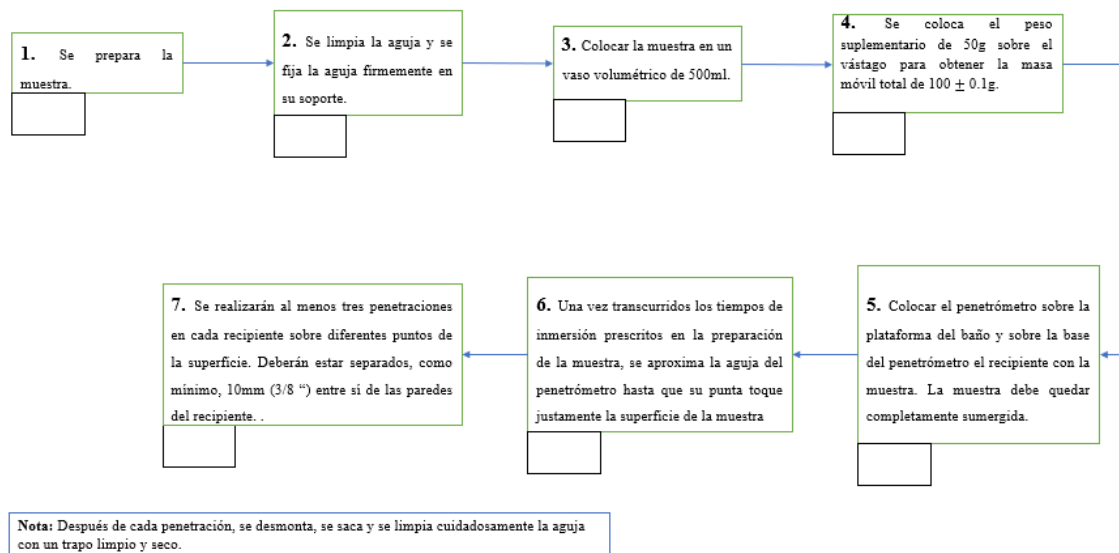 1. Se prepara la
muestra.
2. Se limpia la aguja y se
fija la aguja firmemente en
su soporte.
3. Colocar la muestra en un
vaso volumétrico de 500ml.
4. Se coloca el peso
suplementario de 50g sobre el
vástago para obtener la masa
móvil total de 100 ± 0.1g.
5. Colocar el penetrómetro sobre la
plataforma del baño y sobre la base
del penetrómetro el recipiente con la
muestra. La muestra debe quedar
completamente sumergida.
6. Una vez transcurridos los tiempos de
inmersión prescritos en la preparación
de la muestra, se aproxima la aguja del
penetrómetro hasta que su punta toque
justamente la superficie de la muestra
7. Se realizarán al menos tres penetraciones
en cada recipiente sobre diferentes puntos de
la superfície. Deberán estar separados, como
mínimo, 10mm (3/8 “) entre sí de las paredes
del recipiente. .
Nota: Después de cada penetración, se desmonta, se saca y se limpia cuidadosamente la aguja
con un trapo limpio y seco.